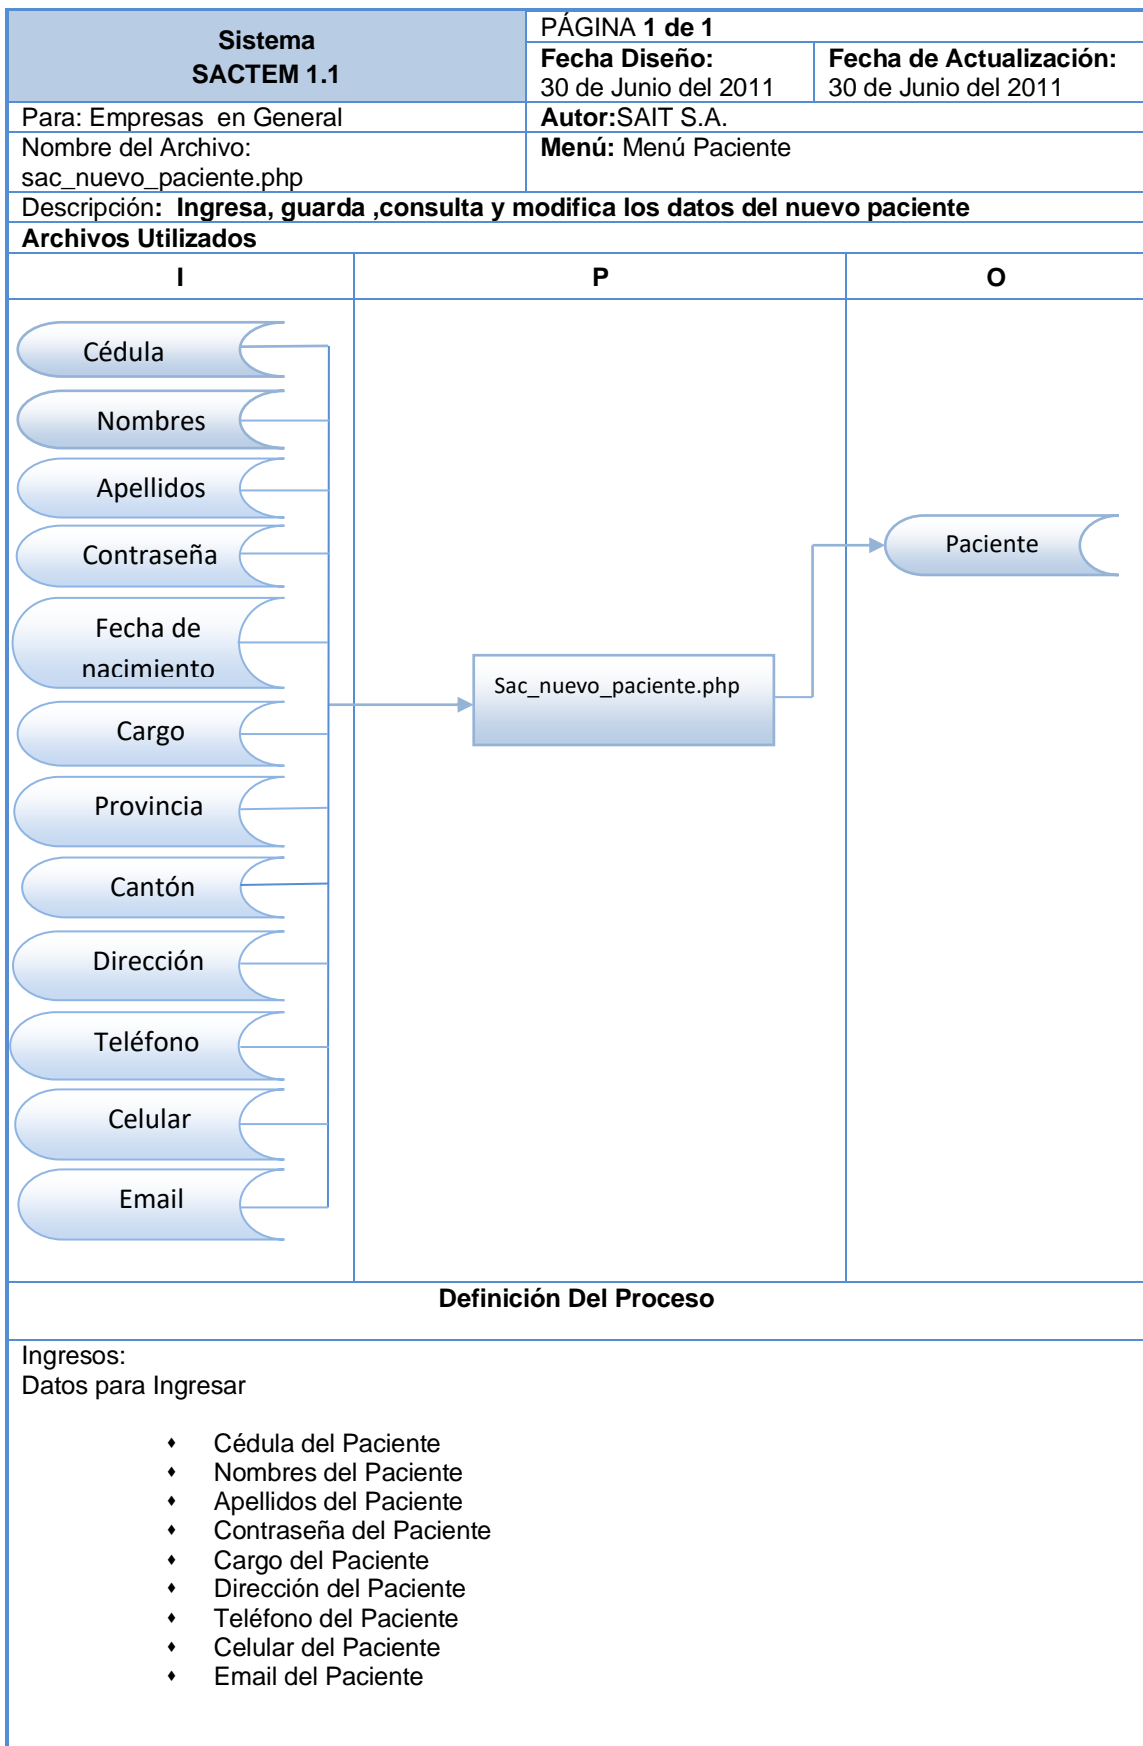 Sistema
SACTEM 1.1
PÁGINA 1 de 1
Fecha Diseño:
30 de Junio del 2011
Fecha de Actualización:
30 de Junio del 2011
Para: Empresas en General
Autor:SAIT S.A.
Nombre del Archivo:
sac_nuevo_paciente.php
Menú: Menú Paciente
Descripción: Ingresa, guarda ,consulta y modifica los datos del nuevo paciente
Archivos Utilizados
I
P
O
Cédula
Nombres
Apellidos
Contraseña
Fecha de
nacimiento
Cargo
Provincia
Cantón
Dirección
Teléfono
Celular
Email
Sac_nuevo_paciente.php
Paciente
Definición Del Proceso
Ingresos:
Datos para Ingresar
♦ Cédula del Paciente
♦ Nombres del Paciente
♦ Apellidos del Paciente
♦ Contraseña del Paciente
♦ Cargo del Paciente
♦ Dirección del Paciente
♦ Teléfono del Paciente
♦ Celular del Paciente
♦ Email del Paciente